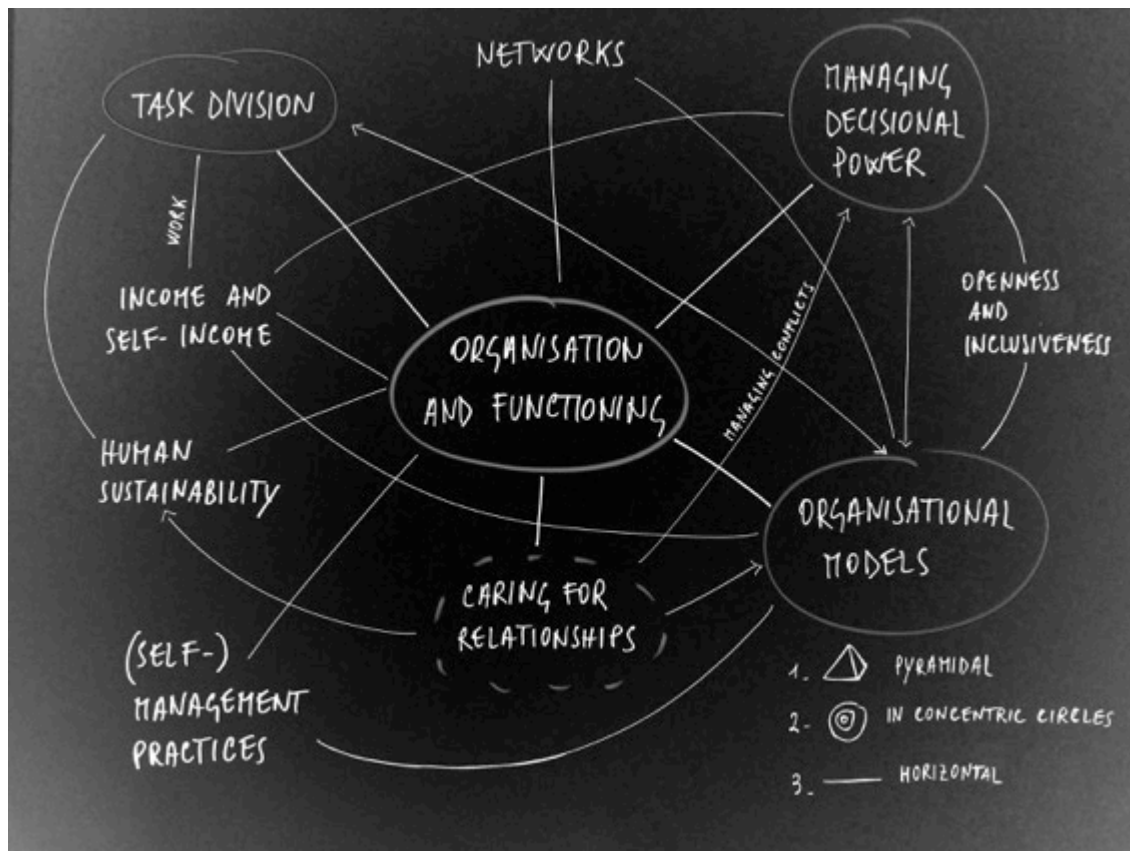 NETWORKS
TASK DIVISION
MANAGING
DECISIONAL
POWER
WORK
INCOME AND
SELF-INCOME
OPENNESS
AND
INCLUSIVENESS
ORGANISATION
AND FUNCTIONING
MANAGING CONFLICTS
HUMAN
SUSTAINABILITY
ORGANISATIONAL
MODELS
CARING FOR
RELATIONSHIPS
(SELF-)
MANAGEMENT
PRACTICES
1. PYRAMIDAL
2- IN CONCENTRIC CIRCLES
3_ HORIZONTAL